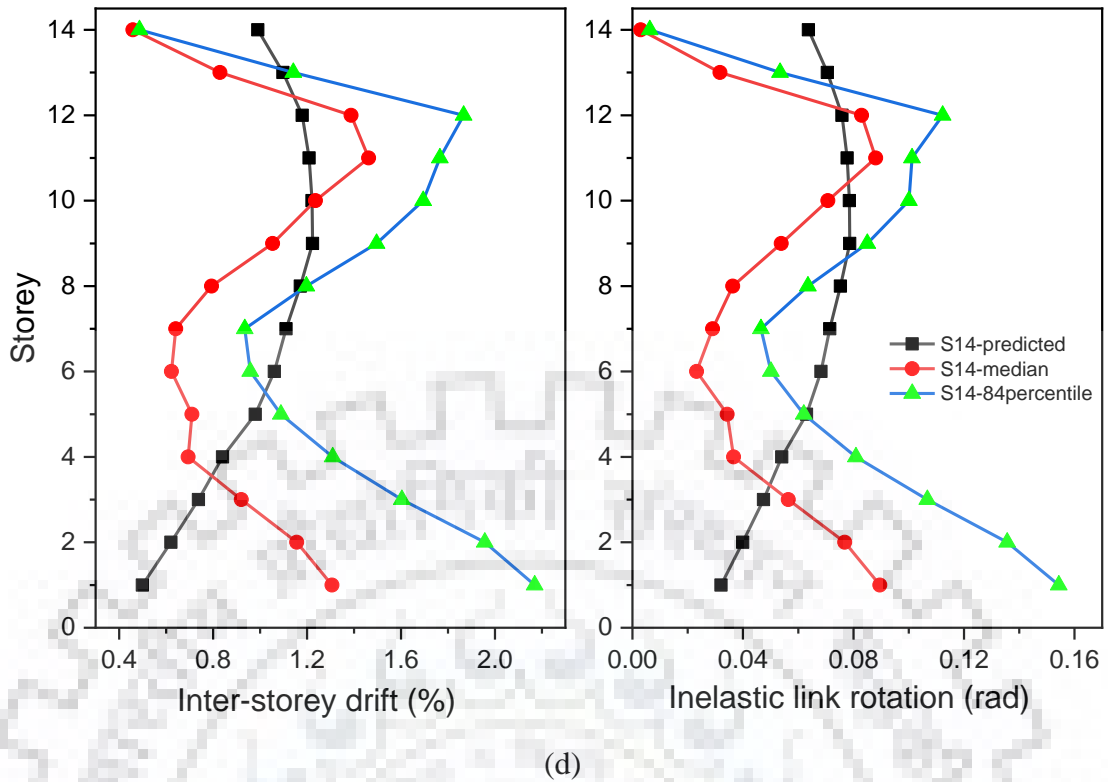 14
12
10
8
6
4
2
0
Storey
0.4 0.8 1.2 1.6 2.0
Inter-storey drift (%)
14
12
10
8
6
4
2
0
S14-predicted
S14-median
S14-84percentile
0.00 0.04 0.08 0.12 0.16
Inelastic link rotation (rad)
(d)